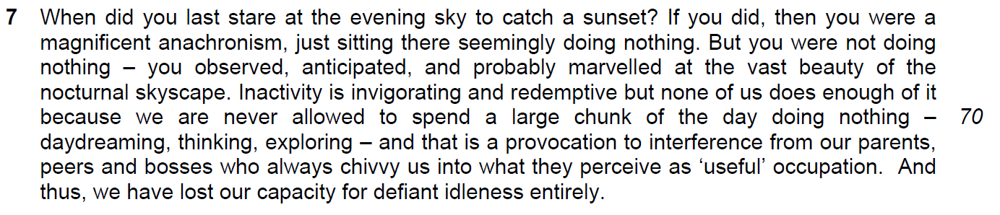 7 When did you last stare at the evening sky to catch a sunset? If you did, then you were a
magnificent anachronism, just sitting there seemingly doing nothing. But you were not doing
nothing – you observed, anticipated, and probably marvelled at the vast beauty of the
nocturnal skyscape. Inactivity is invigorating and redemptive but none of us does enough of it
because we are never allowed to spend a large chunk of the day doing nothing – 70
daydreaming, thinking, exploring – and that is a provocation to interference from our parents,
peers and bosses who always chivvy us into what they perceive as ‘useful’ occupation. And
thus, we have lost our capacity for defiant idleness entirely.